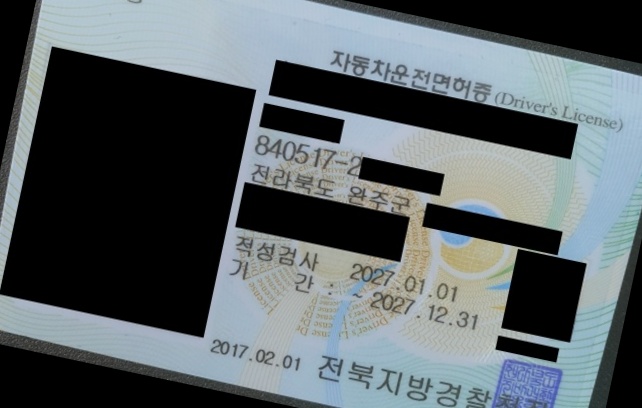 자동차운전면허증 (Driver's License)
840517-2
전라북도 완주군
적성검사 2027.01.01
기 간 : ~ 2027.12.31
2017.02.01 전북지방경찰청장